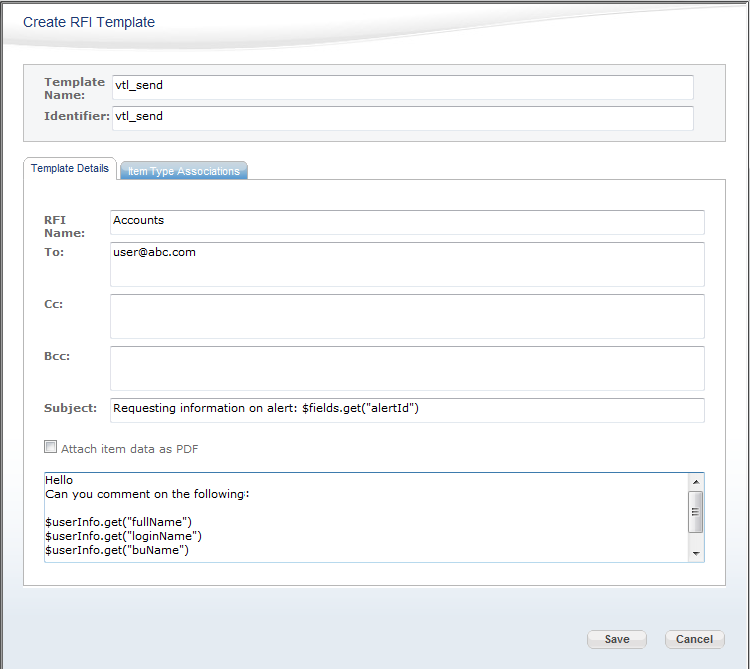 Create RFI Template
Template
Name:
vtl_send
Identifier:
vtl_send
Template Details
Item Type Associations
RFI
Name:
Accounts
To:
user@abc.com
Cc:
Bcc:
Subject:
Requesting information on alert: $fields.get("alertId")
Attach item data as PDF
Hello
Can you comment on the following:
$userInfo.get("fullName")
$userInfo.get("loginName")
$userInfo.get("buName")
Save
Cancel